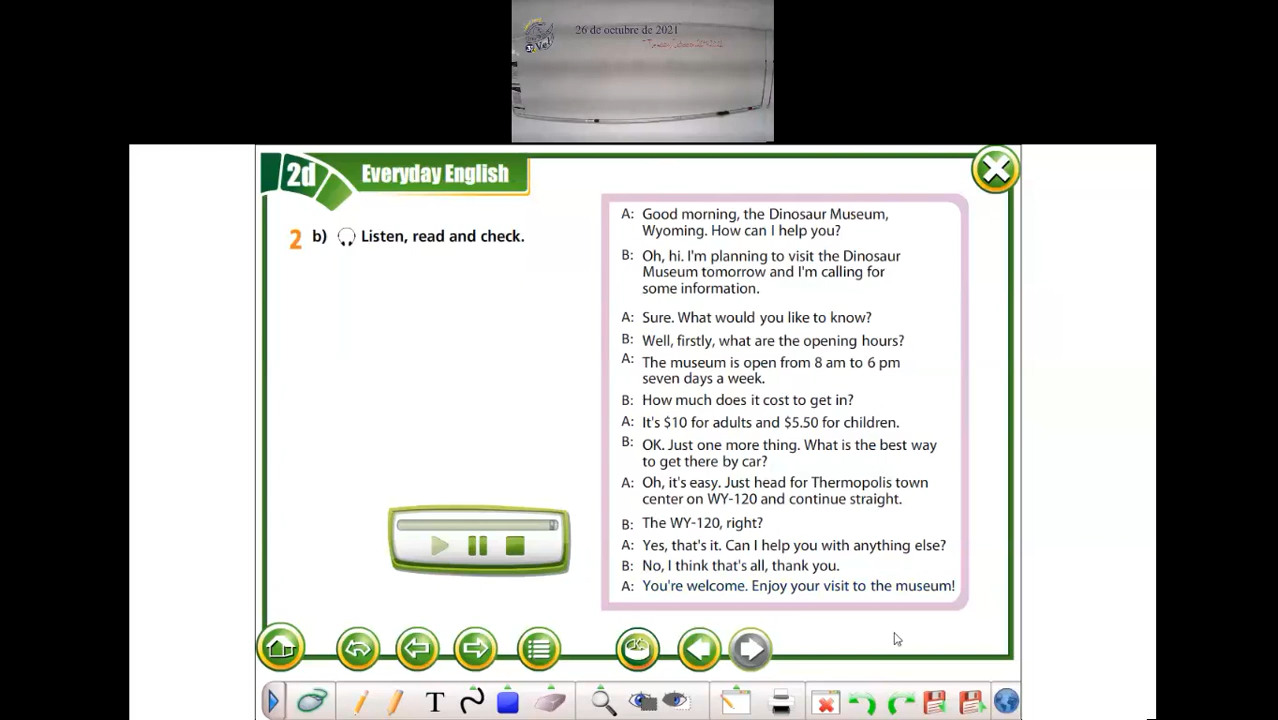 26 de octubre de 2021
2d Everyday English
2 b) Listen, read and check.
A: Good morning, the Dinosaur Museum,
Wyoming. How can I help you?
B: Oh, hi. I'm planning to visit the Dinosaur
Museum tomorrow and I'm calling for
some information.
A: Sure. What would you like to know?
B: Well, firstly, what are the opening hours?
A: The museum is open from 8 am to 6 pm
seven days a week.
B: How much does it cost to get in?
A: It's $10 for adults and $5.50 for children.
B: OK. Just one more thing. What is the best way
to get there by car?
A: Oh, it's easy. Just head for Thermopolis town
center on WY-120 and continue straight.
B: The WY-120, right?
A: Yes, that's it. Can I help you with anything else?
B: No, I think that's all, thank you.
A: You're welcome. Enjoy your visit to the museum!
T